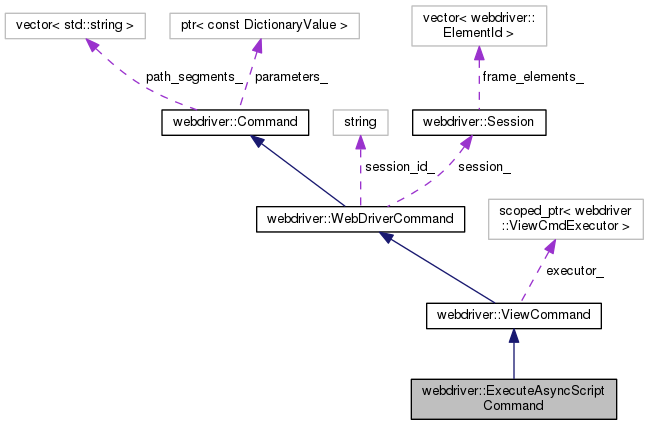 vector< std::string >
ptr< const DictionaryValue >
vector< webdriver::
ElementId >
path_segments_
parameters_
frame_elements_
webdriver::Command
string
webdriver::Session
session_id_
session_
webdriver::WebDriverCommand
scoped_ptr< webdriver
::ViewCmdExecutor >
executor_
webdriver::ViewCommand
webdriver::ExecuteAsyncScript
Command